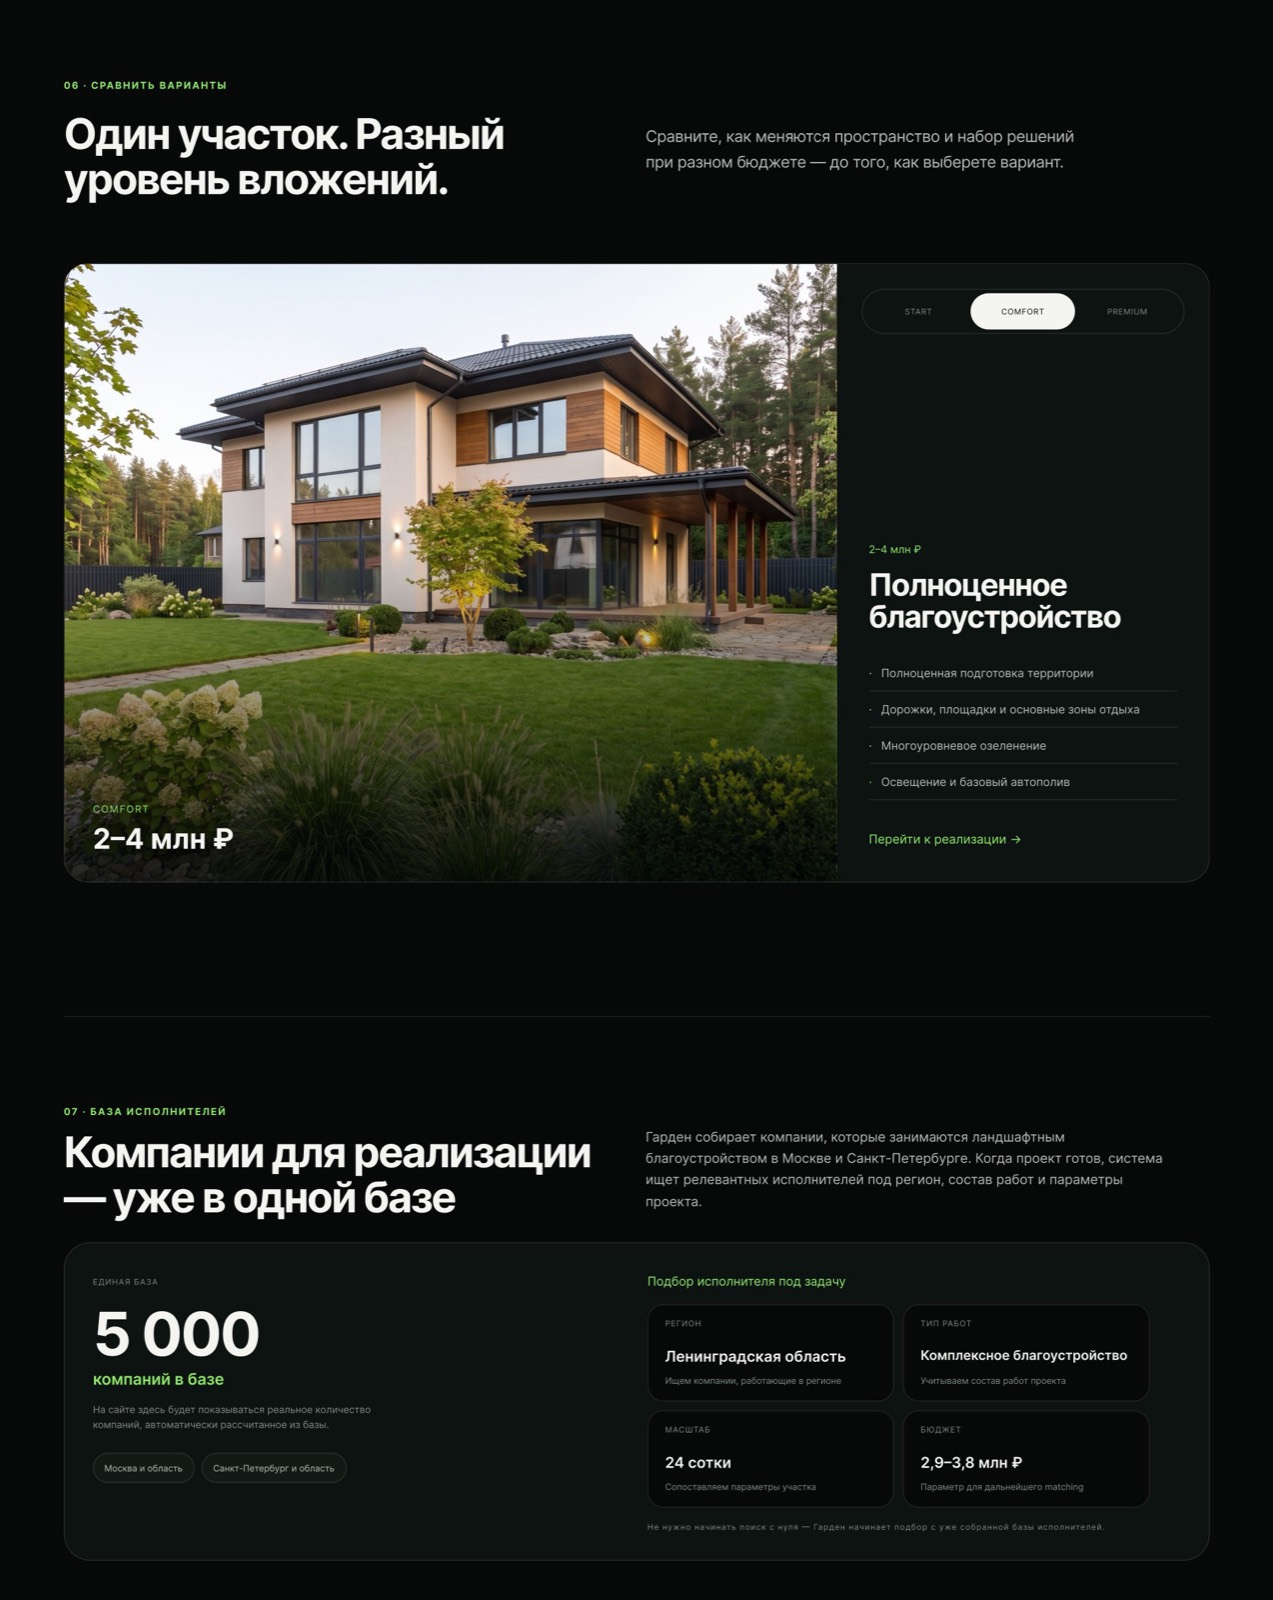 06 · СРАВНИТЬ ВАРИАНТЫ
Один участок. Разный
уровень вложений.
Сравните, как меняются пространство и набор решений
при разном бюджете — до того, как выберете вариант.
START
COMFORT
PREMIUM
COMFORT
2–4 млн ₽
2–4 млн ₽
Полноценное
благоустройство
· Полноценная подготовка территории
· Дорожки, площадки и основные зоны отдыха
· Многоуровневое озеленение
· Освещение и базовый автополив
Перейти к реализации →
07 · БАЗА ИСПОЛНИТЕЛЕЙ
Компании для реализации
— уже в одной базе
Гарден собирает компании, которые занимаются ландшафтным
благоустройством в Москве и Санкт-Петербурге. Когда проект готов, система
ищет релевантных исполнителей под регион, состав работ и параметры
проекта.
ЕДИНАЯ БАЗА
5 000
компаний в базе
На сайте здесь будет показываться реальное количество
компаний, автоматически рассчитанное из базы.
Москва и область
Санкт-Петербург и область
Подбор исполнителя под задачу
РЕГИОН
Ленинградская область
Ищем компании, работающие в регионе
ТИП РАБОТ
Комплексное благоустройство
Учитываем состав работ проекта
МАСШТАБ
24 сотки
Сопоставляем параметры участка
БЮДЖЕТ
2,9–3,8 млн ₽
Параметр для дальнейшего matching
Не нужно начинать поиск с нуля — Гарден начинает подбор с уже собранной базы исполнителей.